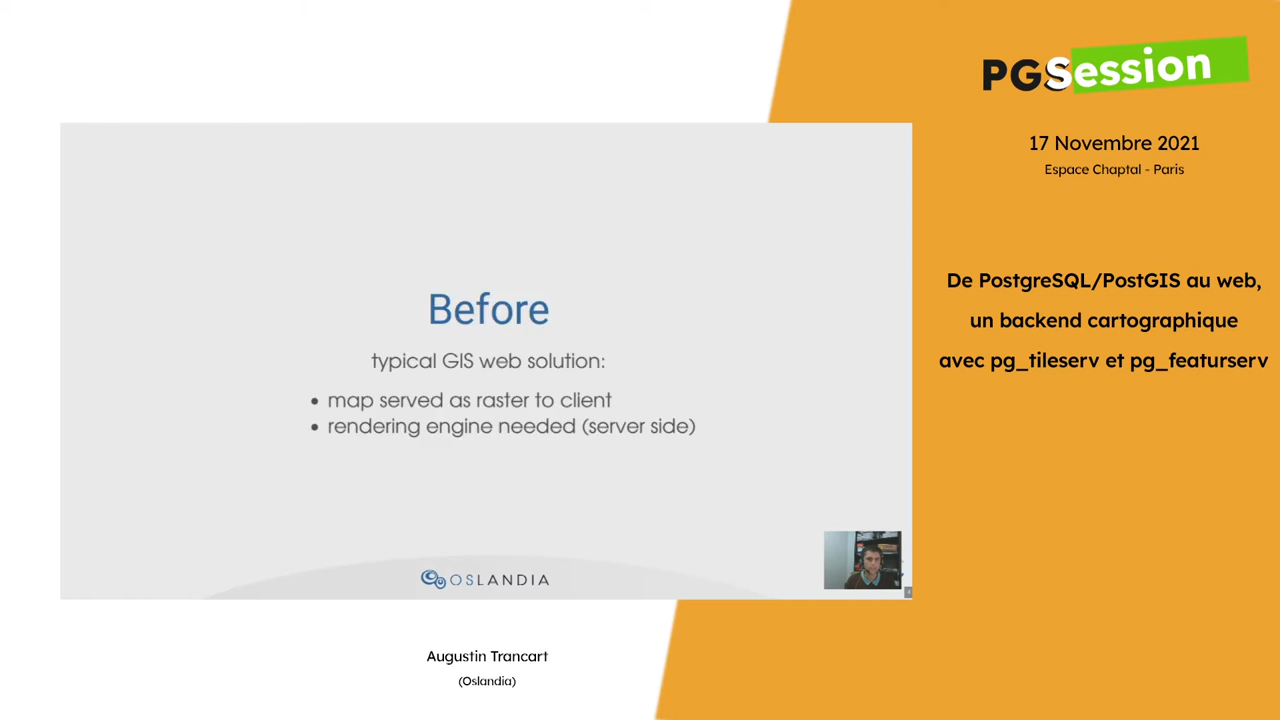 PGSession
17 Novembre 2021
Espace Chaptal - Paris
De PostgreSQL/PostGIS au web,
un backend cartographique
avec pg_tileserv et pg_featurserv
Before
typical GIS web solution:
• map served as raster to client
• rendering engine needed (server side)
OSLANDIA
Augustin Trancart
(Oslandia)